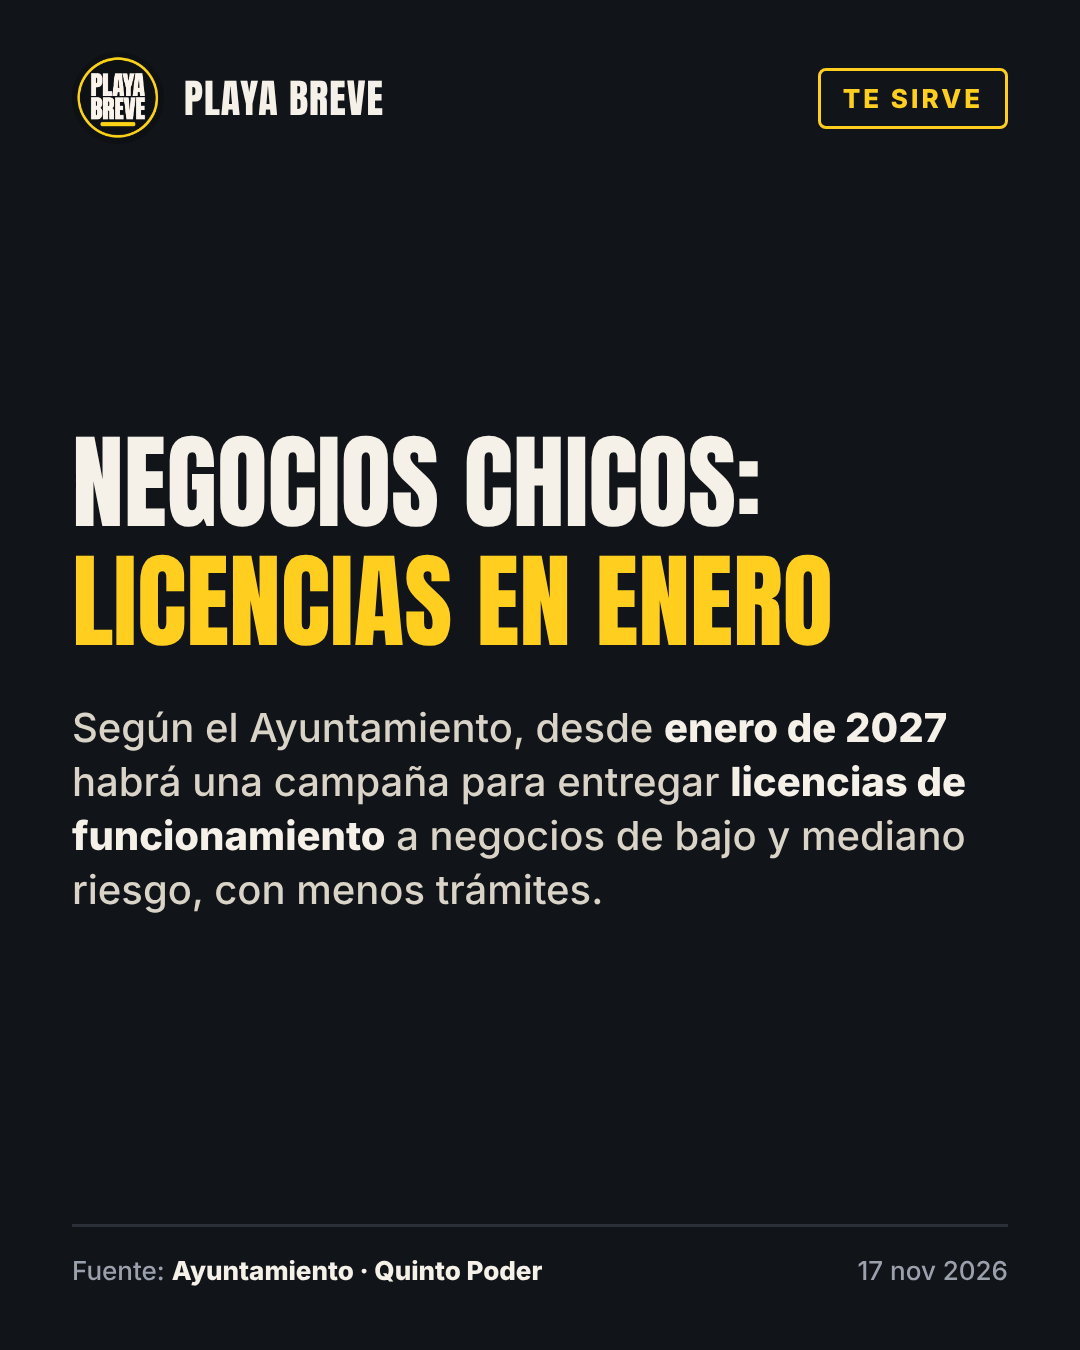 PLAYA
BREVE
PLAYA BREVE
TE SIRVE
NEGOCIOS CHICOS:
LICENCIAS EN ENERO
Según el Ayuntamiento, desde enero de 2027
habrá una campaña para entregar licencias de
funcionamiento a negocios de bajo y mediano
riesgo, con menos trámites.
Fuente: Ayuntamiento · Quinto Poder
17 nov 2026